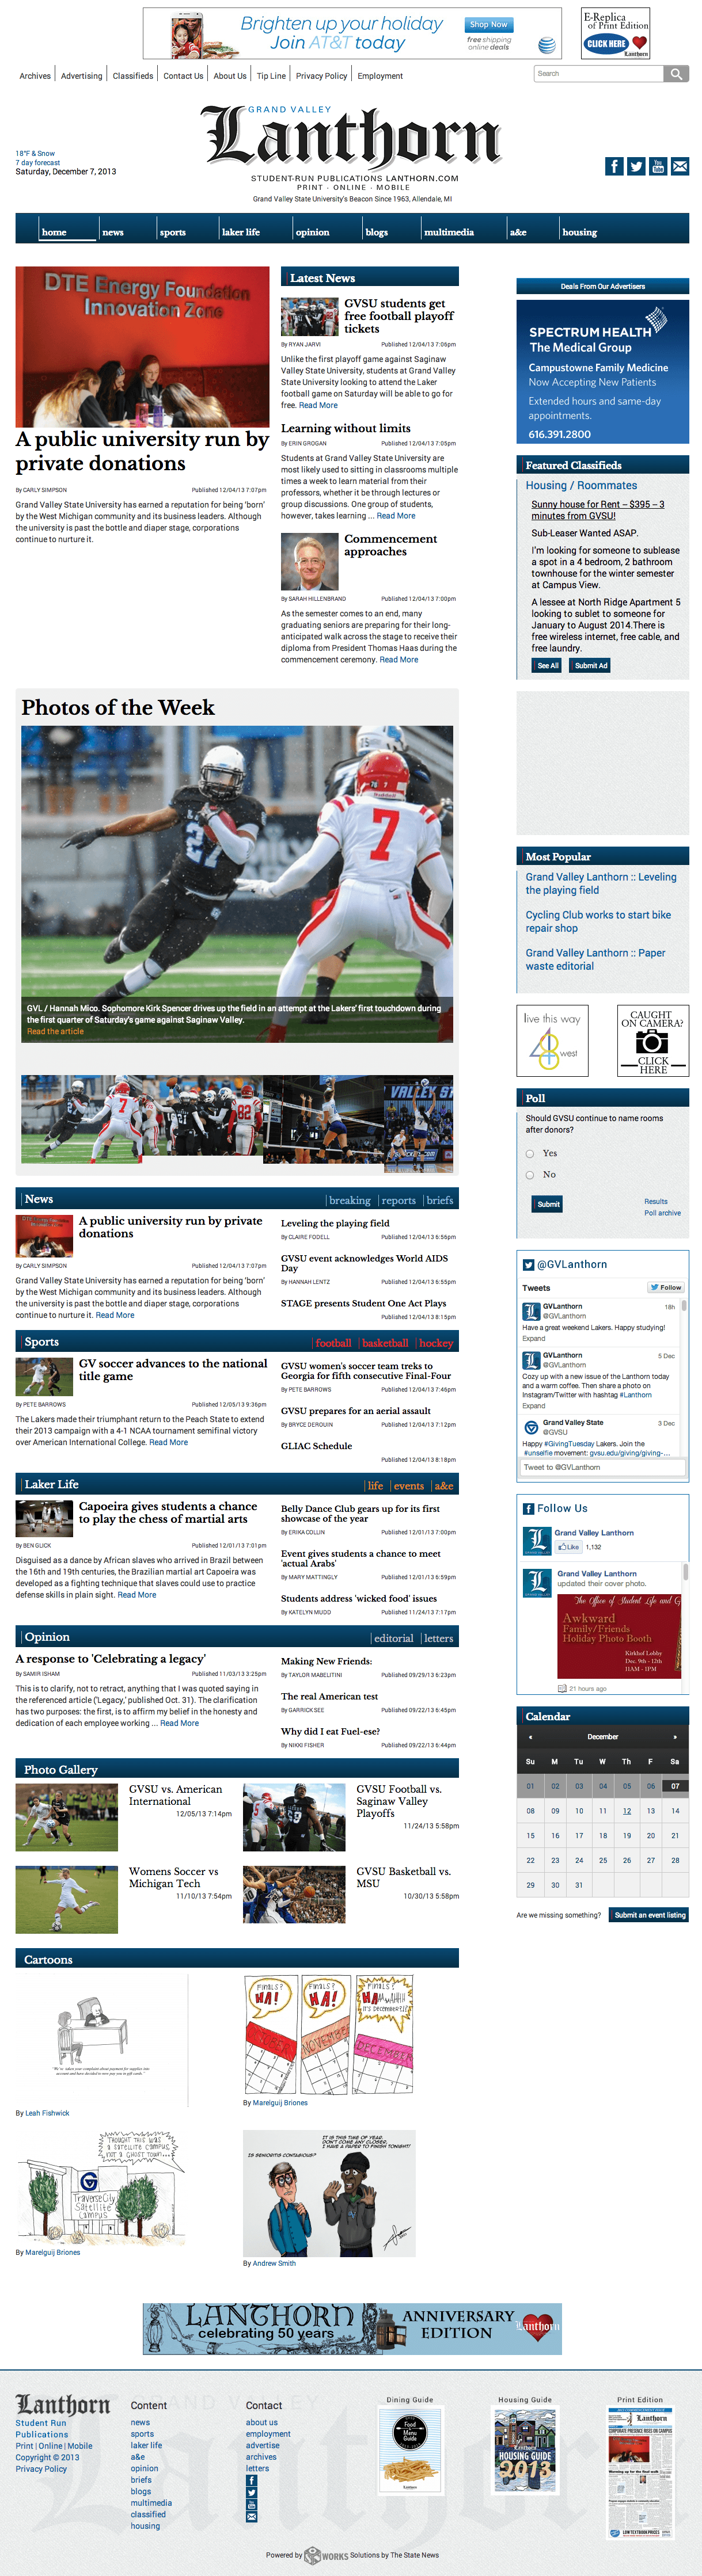 Brighten up your holiday
Join AT&T today
Shop Now
free shipping
online deals
E-Replica
of Print Edition
CLICK HERE
Lanthorn
Archives
Advertising
Classifieds
Contact Us
About Us
Tip Line
Privacy Policy
Employment
Search
18°F & Snow
7 day forecast
Saturday, December 7, 2013
GRAND VALLEY
Lanthorn
STUDENT-RUN PUBLICATIONS LANTHORN.COM
PRINT · ONLINE · MOBILE
Grand Valley State University's Beacon Since 1963, Allendale, MI
home
news
sports
laker life
opinion
blogs
multimedia
a&e
housing
DTE Energy Foundation
Innovation Zone
A public university run by
private donations
By CARLY SIMPSON
Published 12/04/13 7:07pm
Grand Valley State University has earned a reputation for being 'born'
by the West Michigan community and its business leaders. Although
the university is past the bottle and diaper stage, corporations
continue to nurture it.
Latest News
GVSU students get
free football playoff
tickets
By RYAN JARVI
Published 12/04/13 7:06pm
Unlike the first playoff game against Saginaw
Valley State University, students at Grand Valley
State University looking to attend the Laker
football game on Saturday will be able to go for
free. Read More
Learning without limits
By ERIN GROGAN
Published 12/04/13 7:05pm
Students at Grand Valley State University are
most likely used to sitting in classrooms multiple
times a week to learn material from their
professors, whether it be through lectures or
group discussions. One group of students,
however, takes learning ... Read More
Commencement
approaches
By SARAH HILLENBRAND
Published 12/04/13 7:00pm
As the semester comes to an end, many
graduating seniors are preparing for their long-
anticipated walk across the stage to receive their
diploma from President Thomas Haas during the
commencement ceremony. Read More
Deals From Our Advertisers
SPECTRUM HEALTH
The Medical Group
Campustowne Family Medicine
Now Accepting New Patients
Extended hours and same-day
appointments.
616.391.2800
Featured Classifieds
Housing / Roommates
Sunny house for Rent -- $395 -- 3
minutes from GVSU!
Sub-Leaser Wanted ASAP.
I'm looking for someone to sublease
a spot in a 4 bedroom, 2 bathroom
townhouse for the winter semester
at Campus View.
A lessee at North Ridge Apartment 5
looking to sublet to someone for
January to August 2014.There is
free wireless internet, free cable, and
free laundry.
See All
Submit Ad
Photos of the Week
27
7
GVL / Hannah Mico. Sophomore Kirk Spencer drives up the field in an attempt at the Lakers' first touchdown during
the first quarter of Saturday's game against Saginaw Valley.
Read the article
7
82
VALLEY S
Most Popular
Grand Valley Lanthorn :: Leveling
the playing field
Cycling Club works to start bike
repair shop
Grand Valley Lanthorn :: Paper
waste editorial
live this way
48
west
CAUGHT
ON CAMERA?
CLICK
HERE
Poll
Should GVSU continue to name rooms
after donors?
Yes
No
Submit
Results
Poll archive
News
breaking
reports
briefs
A public university run by private
donations
By CARLY SIMPSON
Published 12/04/13 7:07pm
Grand Valley State University has earned a reputation for being 'born'
by the West Michigan community and its business leaders. Although
the university is past the bottle and diaper stage, corporations
continue to nurture it. Read More
Leveling the playing field
By CLAIRE FODELL
Published 12/04/13 6:56pm
GVSU event acknowledges World AIDS
Day
By HANNAH LENTZ
Published 12/04/13 6:55pm
STAGE presents Student One Act Plays
Published 12/04/13 8:15pm
Sports
football
basketball
hockey
GV soccer advances to the national
title game
By PETE BARROWS
Published 12/05/13 9:36pm
The Lakers made their triumphant return to the Peach State to extend
their 2013 campaign with a 4-1 NCAA tournament semifinal victory
over American International College. Read More
GVSU women's soccer team treks to
Georgia for fifth consecutive Final-Four
By PETE BARROWS
Published 12/04/13 7:46pm
GVSU prepares for an aerial assault
By BRYCE DEROUIN
Published 12/04/13 7:12pm
GLIAC Schedule
Published 12/04/13 8:18pm
Laker Life
life
events
a&e
Capoeira gives students a chance
to play the chess of martial arts
By BEN GLICK
Published 12/01/13 7:01pm
Disguised as a dance by African slaves who arrived in Brazil between
the 16th and 19th centuries, the Brazilian martial art Capoeira was
developed as a fighting technique that slaves could use to practice
defense skills in plain sight. Read More
Belly Dance Club gears up for its first
showcase of the year
By ERIKA COLLIN
Published 12/01/13 7:00pm
Event gives students a chance to meet
'actual Arabs'
By MARY MATTINGLY
Published 12/01/13 6:59pm
Students address 'wicked food' issues
By KATELYN MUDD
Published 11/24/13 7:17pm
Opinion
editorial
letters
A response to 'Celebrating a legacy'
By SAMIR ISHAM
Published 11/03/13 3:25pm
This is to clarify, not to retract, anything that I was quoted saying in
the referenced article ('Legacy,' published Oct. 31). The clarification
has two purposes: the first, is to affirm my belief in the honesty and
dedication of each employee working ... Read More
Making New Friends:
By TAYLOR MABELITINI
Published 09/29/13 6:23pm
The real American test
By GARRICK SEE
Published 09/22/13 6:45pm
Why did I eat Fuel-ese?
By NIKKI FISHER
Published 09/22/13 6:44pm
@GVLanthorn
Tweets
Follow
GVLanthorn
18h
@GVLanthorn
Have a great weekend Lakers. Happy studying!
Expand
GVLanthorn
5 Dec
@GVLanthorn
Cozy up with a new issue of the Lanthorn today
and a warm coffee. Then share a photo on
Instagram/Twitter with hashtag #Lanthorn
Expand
Grand Valley State
3 Dec
@GVSU
Happy #GivingTuesday Lakers. Join the
#unselfie movement: gvsu.edu/giving/giving-...
Tweet to @GVLanthorn
Follow Us
Grand Valley Lanthorn
Like
1,132
Grand Valley Lanthorn
updated their cover photo.
The Office of Student Life and G
Awkward
Family/Friends
Holiday Photo Booth
Kirkhof Lobby
Dec. 9th - 12th
11AM - 1PM
21 hours ago
Calendar
«
December
»
Su M Tu W Th F Sa
01 02 03 04 05 06 07
08 09 10 11 12 13 14
15 16 17 18 19 20 21
22 23 24 25 26 27 28
29 30 31
Are we missing something?
Submit an event listing
Photo Gallery
GVSU vs. American
International
12/05/13 7:14pm
GVSU Football vs.
Saginaw Valley
Playoffs
11/24/13 5:58pm
Womens Soccer vs
Michigan Tech
11/10/13 7:54pm
GVSU Basketball vs.
MSU
10/30/13 5:58pm
Cartoons
By Leah Fishwick
FINALS?
HA!
FINALS?
HA!
FINALS?
IT'S DECEMBER?!!
NOVEMBER
DECEMBER
By Marelguij Briones
THOUGHT THIS WAS
A SATELLITE CAMPUS
NOT A GHOST TOWN...
TRAVERSE CITY
SATELLITE
CAMPUS
By Marelguij Briones
IS SENIORITIS CONTAGIOUS?
IT IS THIS TIME OF YEAR.
DON'T COME ANY CLOSER,
I HAVE A PAPER TO FINISH TONIGHT!
By Andrew Smith
LANTHORN
celebrating 50 years
ANNIVERSARY
EDITION
Lanthorn
Lanthorn
Student Run
Publications
Print | Online | Mobile
Copyright © 2013
Privacy Policy
Content
news
sports
laker life
a&e
opinion
briefs
blogs
multimedia
classified
housing
Contact
about us
employment
advertise
archives
letters
Dining Guide
Food
Menu
Guide
Housing Guide
HOUSING GUIDE
2013
Print Edition
Lanthorn
CORPORATE PRESENCE RISES ON CAMPUS
LOW TEXTBOOK PRICES
Powered by SNWORKS Solutions by The State News